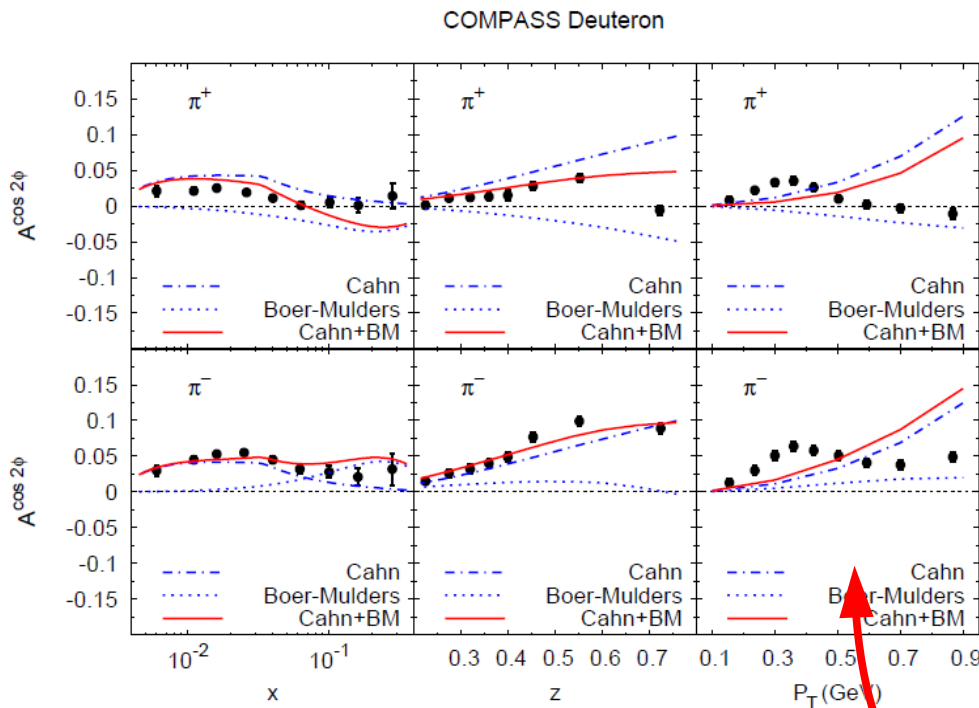 COMPASS Deuteron
A^cos 2ϕ
0.15
0.1
0.05
0
-0.05
-0.1
-0.15
π+
Cahn
Boer-Mulders
Cahn+BM
π+
Cahn
Boer-Mulders
Cahn+BM
π+
Cahn
Boer-Mulders
Cahn+BM
A^cos 2ϕ
0.15
0.1
0.05
0
-0.05
-0.1
-0.15
π−
Cahn
Boer-Mulders
Cahn+BM
π−
Cahn
Boer-Mulders
Cahn+BM
π−
Cahn
Boer-Mulders
Cahn+BM
10^-2 10^-1
0.3 0.4 0.5 0.6 0.7
0.1 0.3 0.5 0.7 0.9
x
z
P_T (GeV)